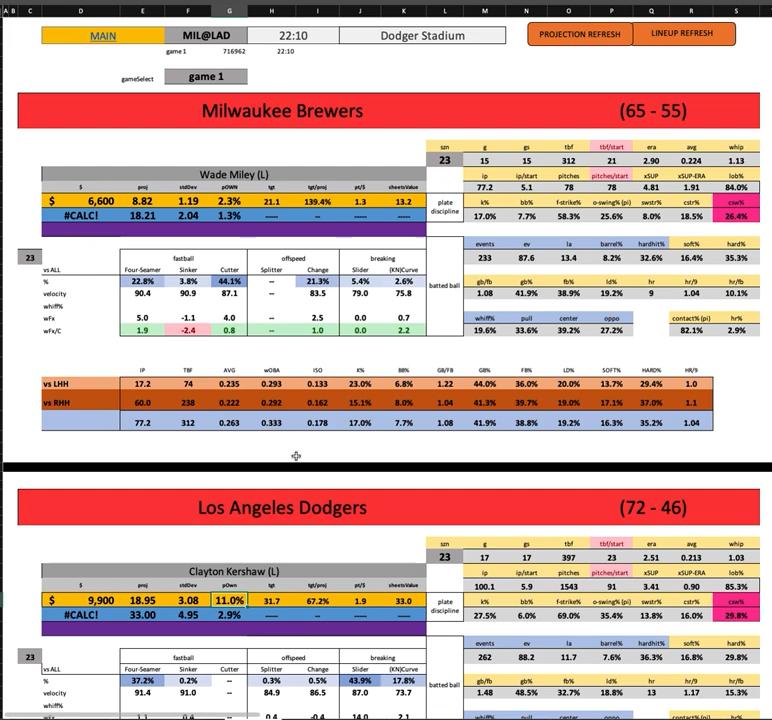 A B C D E F G H I J K L M N O P Q R S
MAIN MIL@LAD 22:10 Dodger Stadium PROJECTION REFRESH LINEUP REFRESH
game 1 716962 22:10
gameSelect game 1
Milwaukee Brewers (65 - 55)
szn g gs tbf tbf/start era avg whip
23 15 15 312 21 2.90 0.224 1.13
Wade Miley (L) ip ip/start pitches pitches/start xSUP xSUP-ERA lob%
$ proj stdDev pOWN tgt tgt/proj pt/$ sheetsValue 77.2 5.1 78 78 4.81 1.91 84.0%
$ 6,600 8.82 1.19 2.3% 21.1 139.4% 1.3 13.2 plate discipline k% bb% f-strike% o-swing% (pi) swstr% cstr% csw%
#CALC! 18.21 2.04 1.3% ----- -- -- ----- 17.0% 7.7% 58.3% 25.6% 8.0% 18.5% 26.4%
events ev la barrel% hardhit% soft% hard%
23 fastball offspeed breaking 233 87.6 13.4 8.2% 32.6% 16.4% 35.3%
vs ALL Four-Seamer Sinker Cutter Splitter Change Slider (KN)Curve
% 22.8% 3.8% 44.1% -- 21.3% 5.4% 2.6% batted ball gb/fb gb% fb% ld% hr hr/9 hr/fb
velocity 90.4 90.9 87.1 -- 83.5 79.0 75.8 1.08 41.9% 38.9% 19.2% 9 1.04 10.1%
whiff%
wFx 5.0 -1.1 4.0 -- 2.5 0.0 0.7 whiff% pull center oppo contact% (pi) hr%
wFx/C 1.9 -2.4 0.8 -- 1.0 0.0 2.2 19.6% 33.6% 39.2% 27.2% 82.1% 2.9%
IP TBF AVG wOBA ISO K% BB% GB/FB GB% FB% LD% SOFT% HARD% HR/9
vs LHH 17.2 74 0.235 0.293 0.133 23.0% 6.8% 1.22 44.0% 36.0% 20.0% 13.7% 29.4% 1.0
vs RHH 60.0 238 0.222 0.292 0.162 15.1% 8.0% 1.04 41.3% 39.7% 19.0% 17.1% 37.0% 1.1
77.2 312 0.263 0.333 0.178 17.0% 7.7% 1.08 41.9% 38.8% 19.2% 16.3% 35.2% 1.04
Los Angeles Dodgers (72 - 46)
szn g gs tbf tbf/start era avg whip
23 17 17 397 23 2.51 0.213 1.03
Clayton Kershaw (L) ip ip/start pitches pitches/start xSUP xSUP-ERA lob%
$ proj stdDev pOwn tgt tgt/proj pt/$ sheetsValue 100.1 5.9 1543 91 3.41 0.90 85.3%
$ 9,900 18.95 3.08 11.0% 31.7 67.2% 1.9 33.0 plate discipline k% bb% f-strike% o-swing% (pi) swstr% cstr% csw%
#CALC! 33.00 4.95 2.9% ----- -- -- ----- 27.5% 6.0% 69.0% 35.4% 13.8% 16.0% 29.8%
events ev la barrel% hardhit% soft% hard%
23 fastball offspeed breaking 262 88.2 11.7 7.6% 36.3% 16.8% 29.8%
vs ALL Four-Seamer Sinker Cutter Splitter Change Slider (KN)Curve
% 37.2% 0.2% -- 0.3% 0.5% 43.9% 17.8% batted ball gb/fb gb% fb% ld% hr hr/9 hr/fb
velocity 91.4 91.0 -- 84.9 86.5 87.0 73.7 1.48 48.5% 32.7% 18.8% 13 1.17 15.3%
whiff%
whiff% pull center oppo contact% (pi) hr%